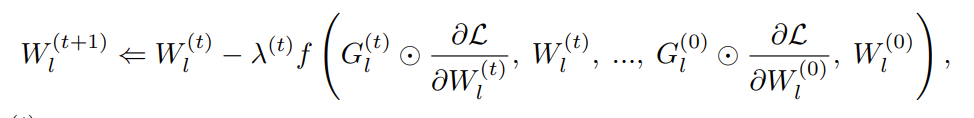 W_l^{(t+1)} ⇐ W_l^{(t)} − λ^{(t)} f ( G_l^{(t)} ⊙ ∂ℒ/∂W_l^{(t)}, W_l^{(t)}, ..., G_l^{(0)} ⊙ ∂ℒ/∂W_l^{(0)}, W_l^{(0)} ) ,